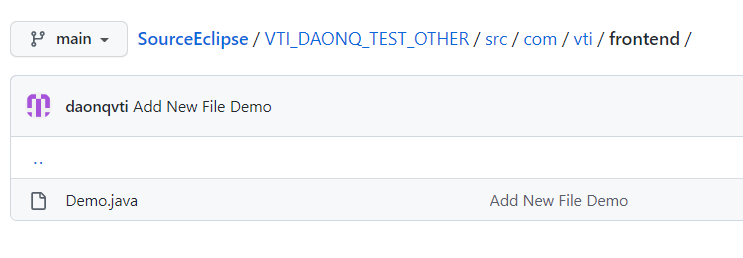 main SourceEclipse / VTI_DAONQ_TEST_OTHER / src / com / vti / frontend /
daonqvti Add New File Demo
..
Demo.java Add New File Demo